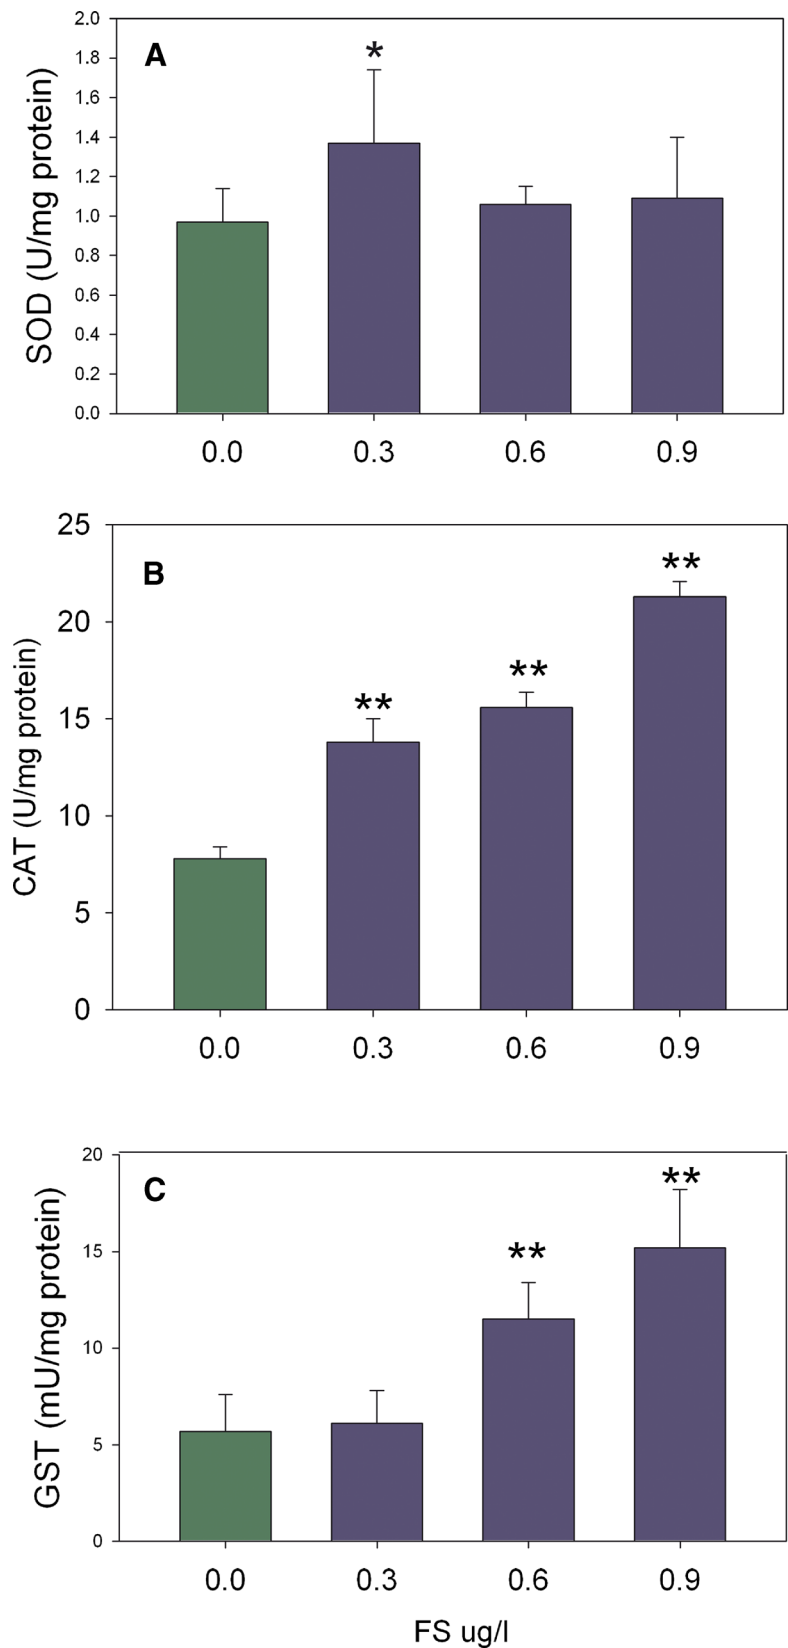 A
SOD (U/mg protein)
2.0
1.8
1.6
1.4
1.2
1.0
0.8
0.6
0.4
0.2
0.0
*
0.0 0.3 0.6 0.9
B
CAT (U/mg protein)
25
20
15
10
5
0
** ** **
0.0 0.3 0.6 0.9
C
GST (mU/mg protein)
20
15
10
5
0
** **
0.0 0.3 0.6 0.9
FS ug/l